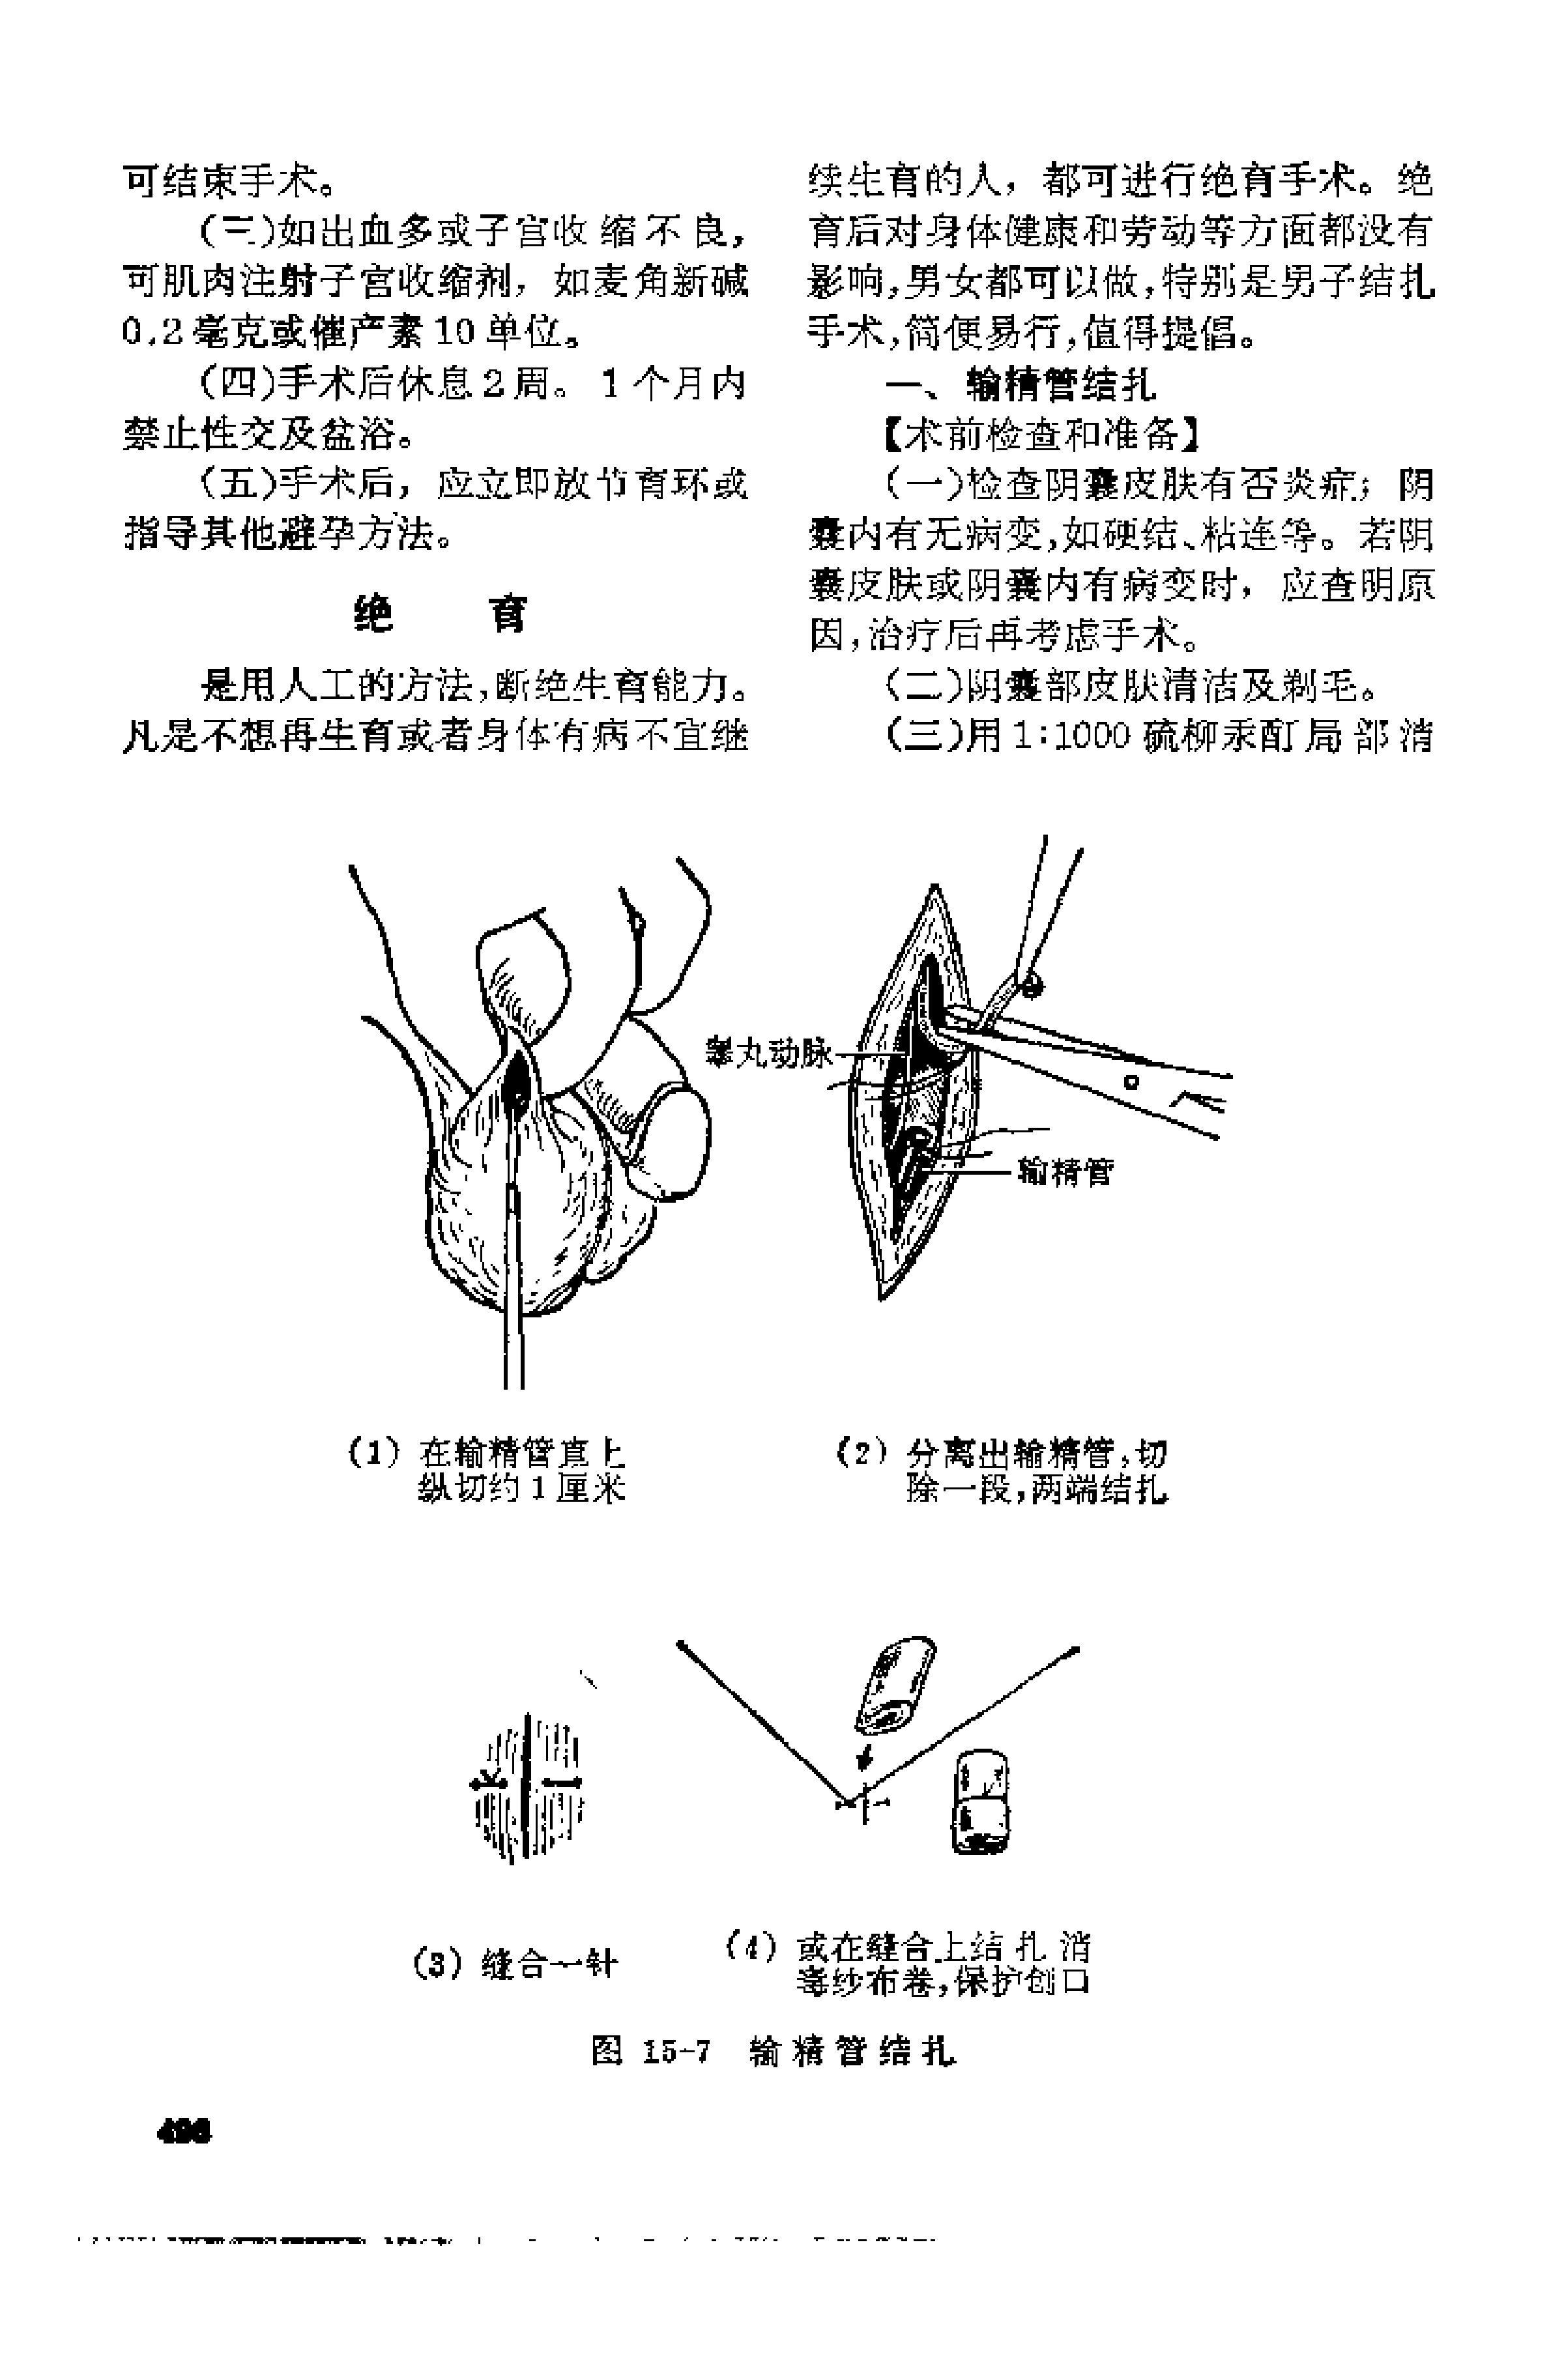 可结束手术。
(三)如出血多或子宫收缩不良，
可肌肉注射子宫收缩剂，如麦角新碱
0.2毫克或催产素10单位。
(四)手术后休息2周。1个月内
禁止性交及盆浴。
(五)手术后，应立即放节育环或
指导其他避孕方法。
绝 育
是用人工的方法，断绝生育能力。
凡是不想再生育或者身体有病不宜继
续生育的人，都可进行绝育手术。绝
育后对身体健康和劳动等方面都没有
影响，男女都可以做，特别是男子结扎
手术，简便易行，值得提倡。
一、输精管结扎
【术前检查和准备】
(一)检查阴囊皮肤有否炎症；阴
囊内有无病变，如硬结、粘连等。若阴
囊皮肤或阴囊内有病变时，应查明原
因，治疗后再考虑手术。
(二)阴囊部皮肤清洁及剃毛。
(三)用1:1000硫柳汞酊局部消
睾丸动脉
输精管
(1) 在输精管直上
纵切约1厘米
(2) 分离出输精管，切
除一段，两端结扎
(3) 缝合一针
(4) 或在缝合上结扎消
毒纱布卷，保护创口
图 15-7 输精管结扎